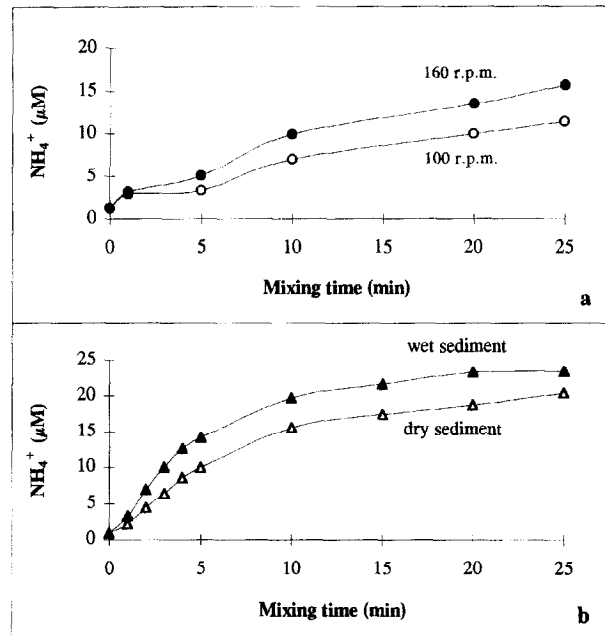 20
15
10
5
0
NH₄⁺ (µM)
160 r.p.m.
100 r.p.m.
0 5 10 15 20 25
Mixing time (min)
a
25
20
15
10
5
0
NH₄⁺ (µM)
wet sediment
dry sediment
0 5 10 15 20 25
Mixing time (min)
b